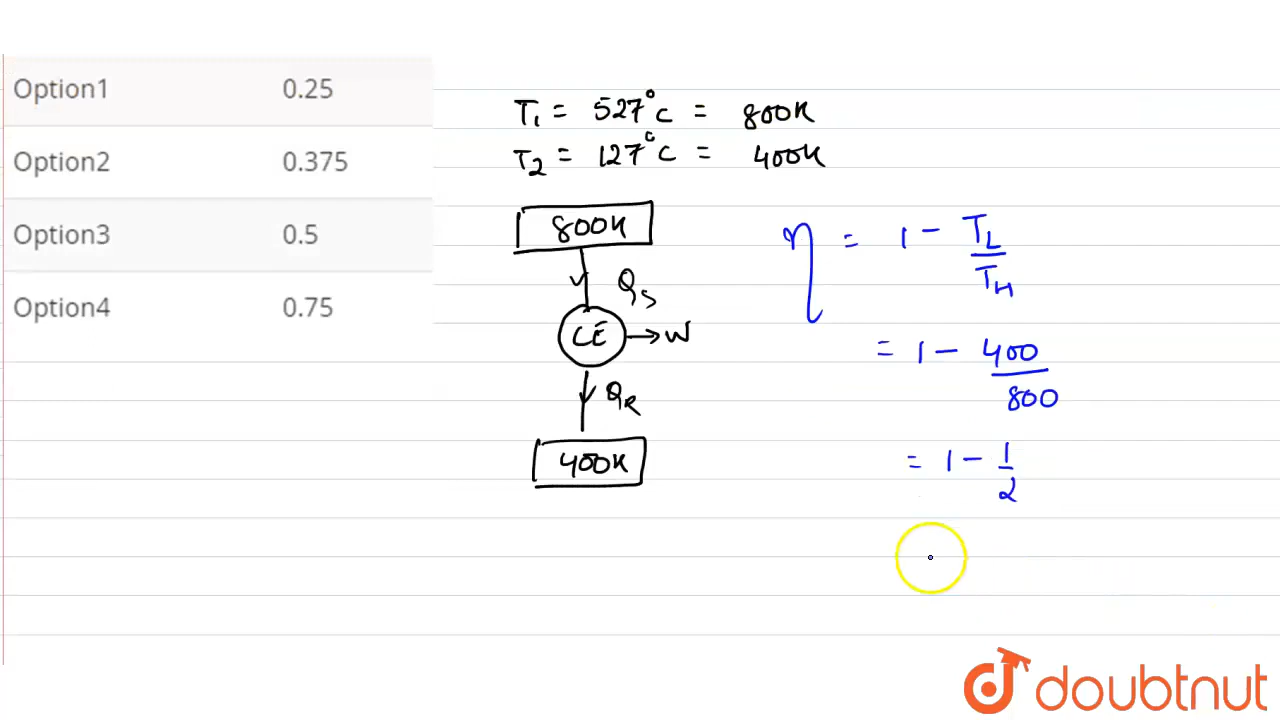 Option1 0.25
Option2 0.375
Option3 0.5
Option4 0.75
T₁ = 527°C = 800K
T₂ = 127°C = 400K
800K
Qs
CE → W
QR
400K
η = 1 - TL/TH
= 1 - 400/800
= 1 - 1/2
doubtnut